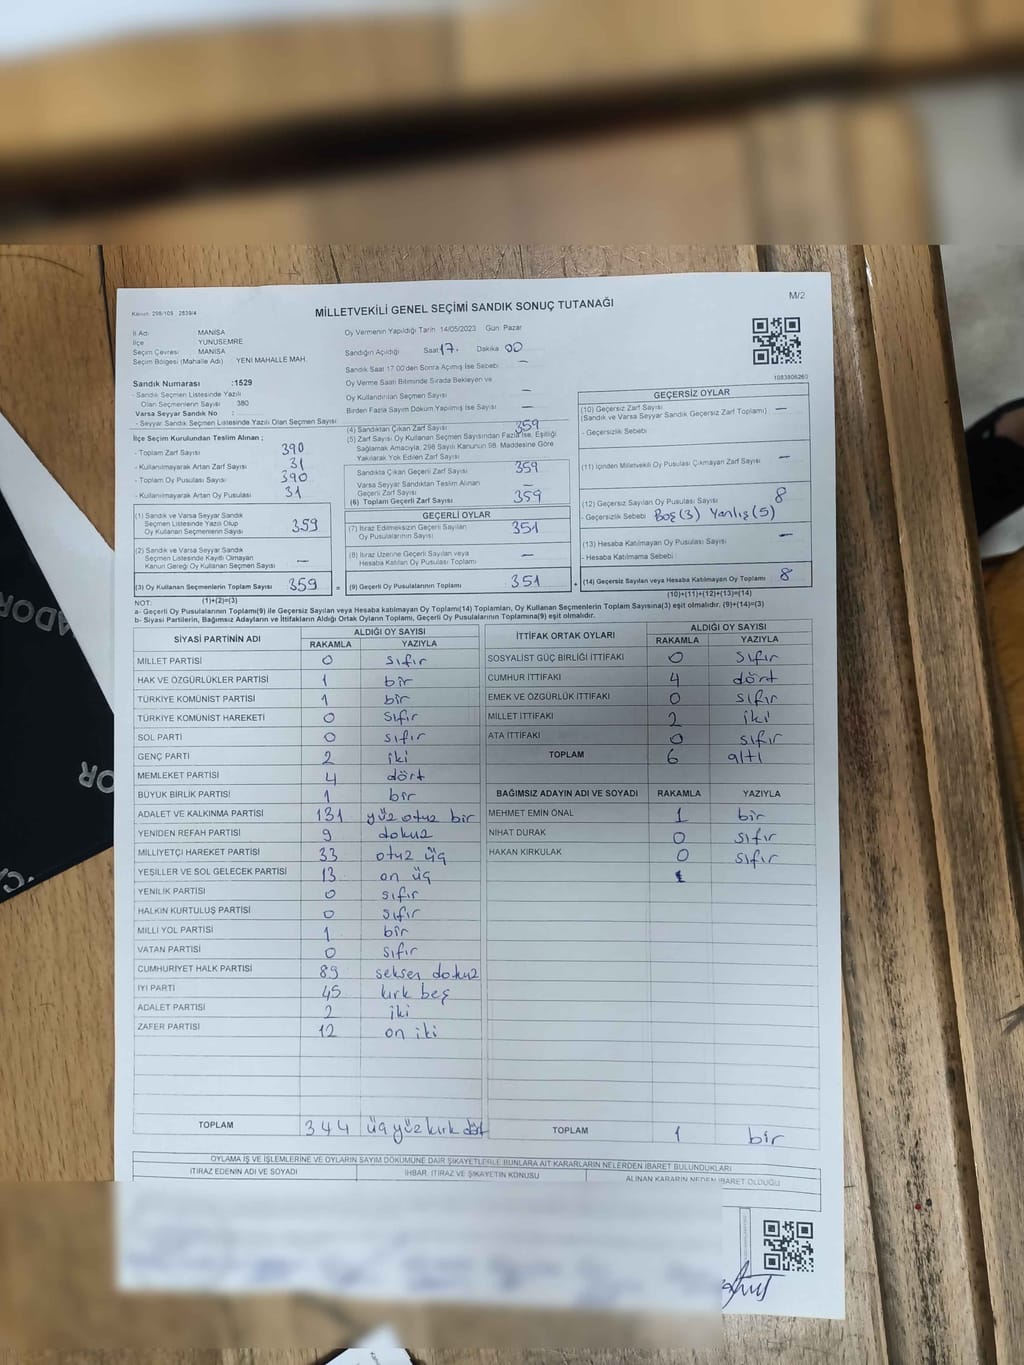 Kanun: 298/105 2839/4
MİLLETVEKİLİ GENEL SEÇİMİ SANDIK SONUÇ TUTANAĞI
M/2
İl Adı MANİSA
İlçe YUNUSEMRE
Seçim Çevresi MANİSA
Seçim Bölgesi (Mahalle Adı) YENİ MAHALLE MAH.
Sandık Numarası :1529
- Sandık Seçmen Listesinde Yazılı
Olan Seçmenlerin Sayısı 380
Varsa Seyyar Sandık No :
- Seyyar Sandık Seçmen Listesinde Yazılı Olan Seçmen Sayısı
Oy Vermenin Yapıldığı Tarih 14/05/2023 Gün: Pazar
Sandığın Açıldığı Saat 17. Dakika 00
Sandık Saat 17:00'den Sonra Açılmış İse Sebebi —
Oy Verme Saati Bitiminde Sırada Bekleyen ve
Oy Kullandırılan Seçmen Sayısı —
Birden Fazla Sayım Döküm Yapılmış İse Sayısı —
1083806260
İlçe Seçim Kurulundan Teslim Alınan ;
- Toplam Zarf Sayısı 390
- Kullanılmayarak Artan Zarf Sayısı 31
- Toplam Oy Pusulası Sayısı 390
- Kullanılmayarak Artan Oy Pusulası 31
(1) Sandık ve Varsa Seyyar Sandık
Seçmen Listesinde Yazılı Olup
Oy Kullanan Seçmenlerin Sayısı 359
(2) Sandık ve Varsa Seyyar Sandık
Seçmen Listesinde Kayıtlı Olmayan
Kanun Gereği Oy Kullanan Seçmen Sayısı —
(3) Oy Kullanan Seçmenlerin Toplam Sayısı 359
(1)+(2)=(3)
(4) Sandıktan Çıkan Zarf Sayısı 359
(5) Zarf Sayısı Oy Kullanan Seçmen Sayısından Fazla İse, Eşitliği
Sağlamak Amacıyla, 298 Sayılı Kanunun 98. Maddesine Göre
Yakılarak Yok Edilen Zarf Sayısı
Sandıkta Çıkan Geçerli Zarf Sayısı 359
Varsa Seyyar Sandıktan Teslim Alınan
Geçerli Zarf Sayısı —
(6) Toplam Geçerli Zarf Sayısı 359
GEÇERLİ OYLAR
(7) İtiraz Edilmeksizin Geçerli Sayılan
Oy Pusulalarının Sayısı 351
(8) İtiraz Üzerine Geçerli Sayılan veya
Hesaba Katılan Oy Pusulası Toplamı —
= (9) Geçerli Oy Pusulalarının Toplamı 351
GEÇERSİZ OYLAR
(10) Geçersiz Zarf Sayısı —
(Sandık ve Varsa Seyyar Sandık Geçersiz Zarf Toplamı)
- Geçersizlik Sebebi
(11) İçinden Milletvekili Oy Pusulası Çıkmayan Zarf Sayısı —
(12) Geçersiz Sayılan Oy Pusulası Sayısı 8
- Geçersizlik Sebebi Boş(3) Yanlış(5)
(13) Hesaba Katılmayan Oy Pusulası Sayısı —
- Hesaba Katılmama Sebebi
+ (14) Geçersiz Sayılan veya Hesaba Katılmayan Oy Toplamı 8
(10)+(11)+(12)+(13)=(14)
NOT:
a- Geçerli Oy Pusulalarının Toplamı(9) ile Geçersiz Sayılan veya Hesaba katılmayan Oy Toplamı(14) Toplamları, Oy Kullanan Seçmenlerin Toplam Sayısına(3) eşit olmalıdır. (9)+(14)=(3)
b- Siyasi Partilerin, Bağımsız Adayların ve İttifakların Aldığı Ortak Oyların Toplamı, Geçerli Oy Pusulalarının Toplamına(9) eşit olmalıdır.
SİYASİ PARTİNİN ADI ALDIĞI OY SAYISI
RAKAMLA YAZIYLA
MİLLET PARTİSİ 0 sıfır
HAK VE ÖZGÜRLÜKLER PARTİSİ 1 bir
TÜRKİYE KOMÜNİST PARTİSİ 1 bir
TÜRKİYE KOMÜNİST HAREKETİ 0 sıfır
SOL PARTİ 0 sıfır
GENÇ PARTİ 2 iki
MEMLEKET PARTİSİ 4 dört
BÜYÜK BİRLİK PARTİSİ 1 bir
ADALET VE KALKINMA PARTİSİ 131 yüz otuz bir
YENİDEN REFAH PARTİSİ 9 dokuz
MİLLİYETÇİ HAREKET PARTİSİ 33 otuz üç
YEŞİLLER VE SOL GELECEK PARTİSİ 13 on üç
YENİLİK PARTİSİ 0 sıfır
HALKIN KURTULUŞ PARTİSİ 0 sıfır
MİLLİ YOL PARTİSİ 1 bir
VATAN PARTİSİ 0 sıfır
CUMHURİYET HALK PARTİSİ 89 seksen dokuz
İYİ PARTİ 45 kırk beş
ADALET PARTİSİ 2 iki
ZAFER PARTİSİ 12 on iki
TOPLAM 344 üç yüz kırk dört
İTTİFAK ORTAK OYLARI ALDIĞI OY SAYISI
RAKAMLA YAZIYLA
SOSYALİST GÜÇ BİRLİĞİ İTTİFAKI 0 sıfır
CUMHUR İTTİFAKI 4 dört
EMEK VE ÖZGÜRLÜK İTTİFAKI 0 sıfır
MİLLET İTTİFAKI 2 iki
ATA İTTİFAKI 0 sıfır
TOPLAM 6 altı
BAĞIMSIZ ADAYIN ADI VE SOYADI RAKAMLA YAZIYLA
MEHMET EMİN ÖNAL 1 bir
NİHAT DURAK 0 sıfır
HAKAN KIRKULAK 0 sıfır
TOPLAM 1 bir
OYLAMA İŞ VE İŞLEMLERİNE VE OYLARIN SAYIM DÖKÜMÜNE DAİR ŞİKAYETLERLE BUNLARA AİT KARARLARIN NELERDEN İBARET BULUNDUKLARI
İTİRAZ EDENİN ADI VE SOYADI İHBAR, İTİRAZ VE ŞİKAYETİN KONUSU ALINAN KARARIN NEDEN İBARET OLDUĞU